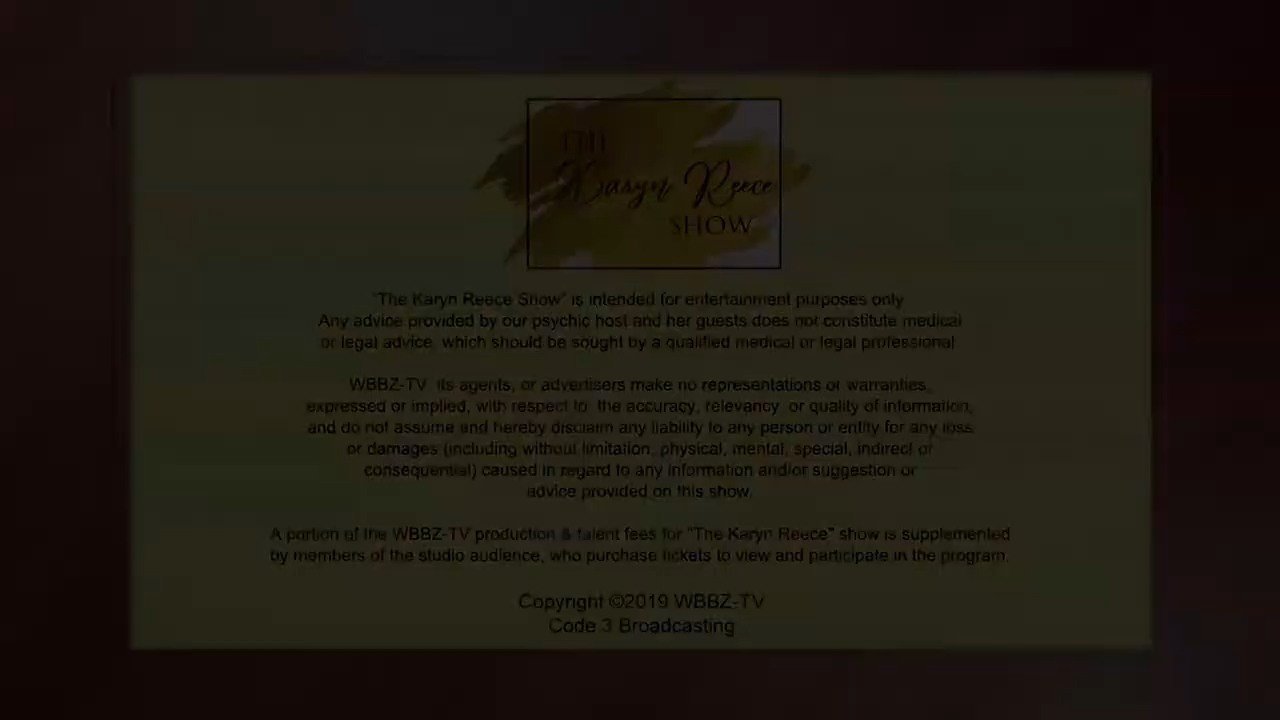 THE
Karyn Reece
SHOW
"The Karyn Reece Show" is intended for entertainment purposes only
Any advice provided by our psychic host and her guests does not constitute medical
or legal advice, which should be sought by a qualified medical or legal professional
WBBZ-TV, its agents, or advertisers make no representations or warranties,
expressed or implied, with respect to the accuracy, relevancy, or quality of information,
and do not assume and hereby disclaim any liability to any person or entity for any loss
or damages (including without limitation, physical, mental, special, indirect or
consequential) caused in regard to any information and/or suggestion or
advice provided on this show.
A portion of the WBBZ-TV production & talent fees for "The Karyn Reece" show is supplemented
by members of the studio audience, who purchase tickets to view and participate in the program.
Copyright ©2019 WBBZ-TV
Code 3 Broadcasting